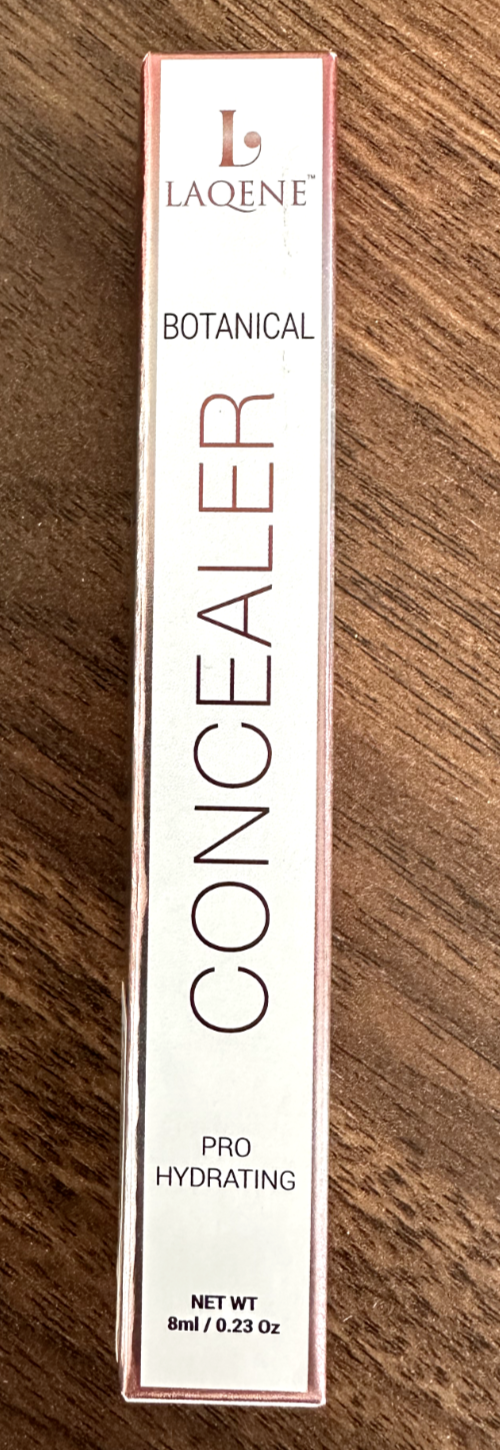 L
LAQENE™
BOTANICAL
CONCEALER
PRO
HYDRATING
NET WT
8ml / 0.23 Oz